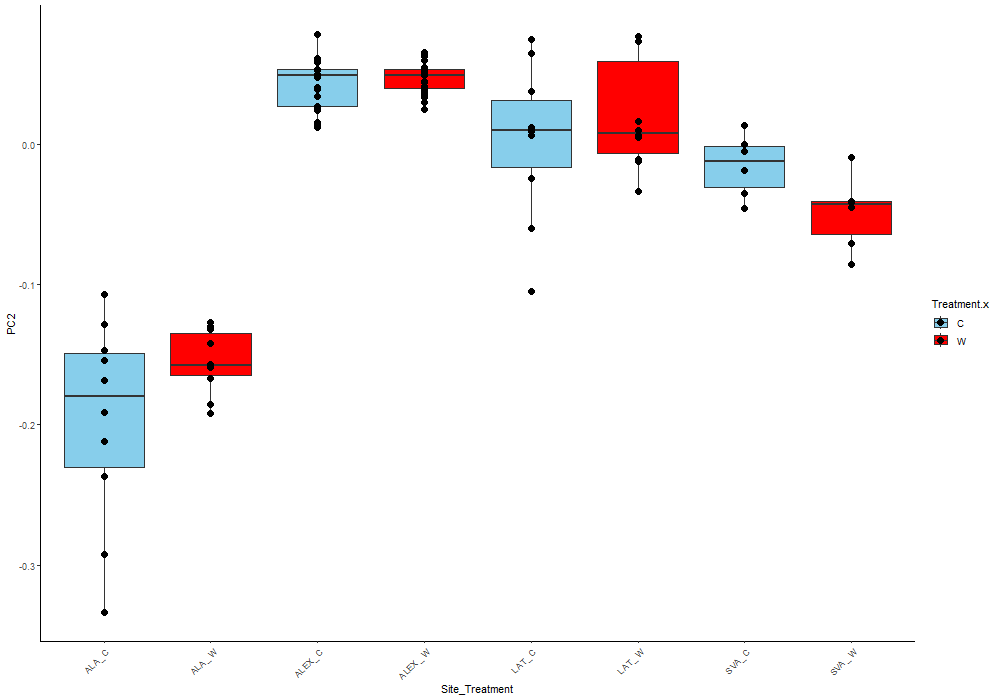 PC2
0.0
-0.1
-0.2
-0.3
ALA_C
ALA_W
ALEX_C
ALEX_W
LAT_C
LAT_W
SVA_C
SVA_W
Site_Treatment
Treatment.x
C
W